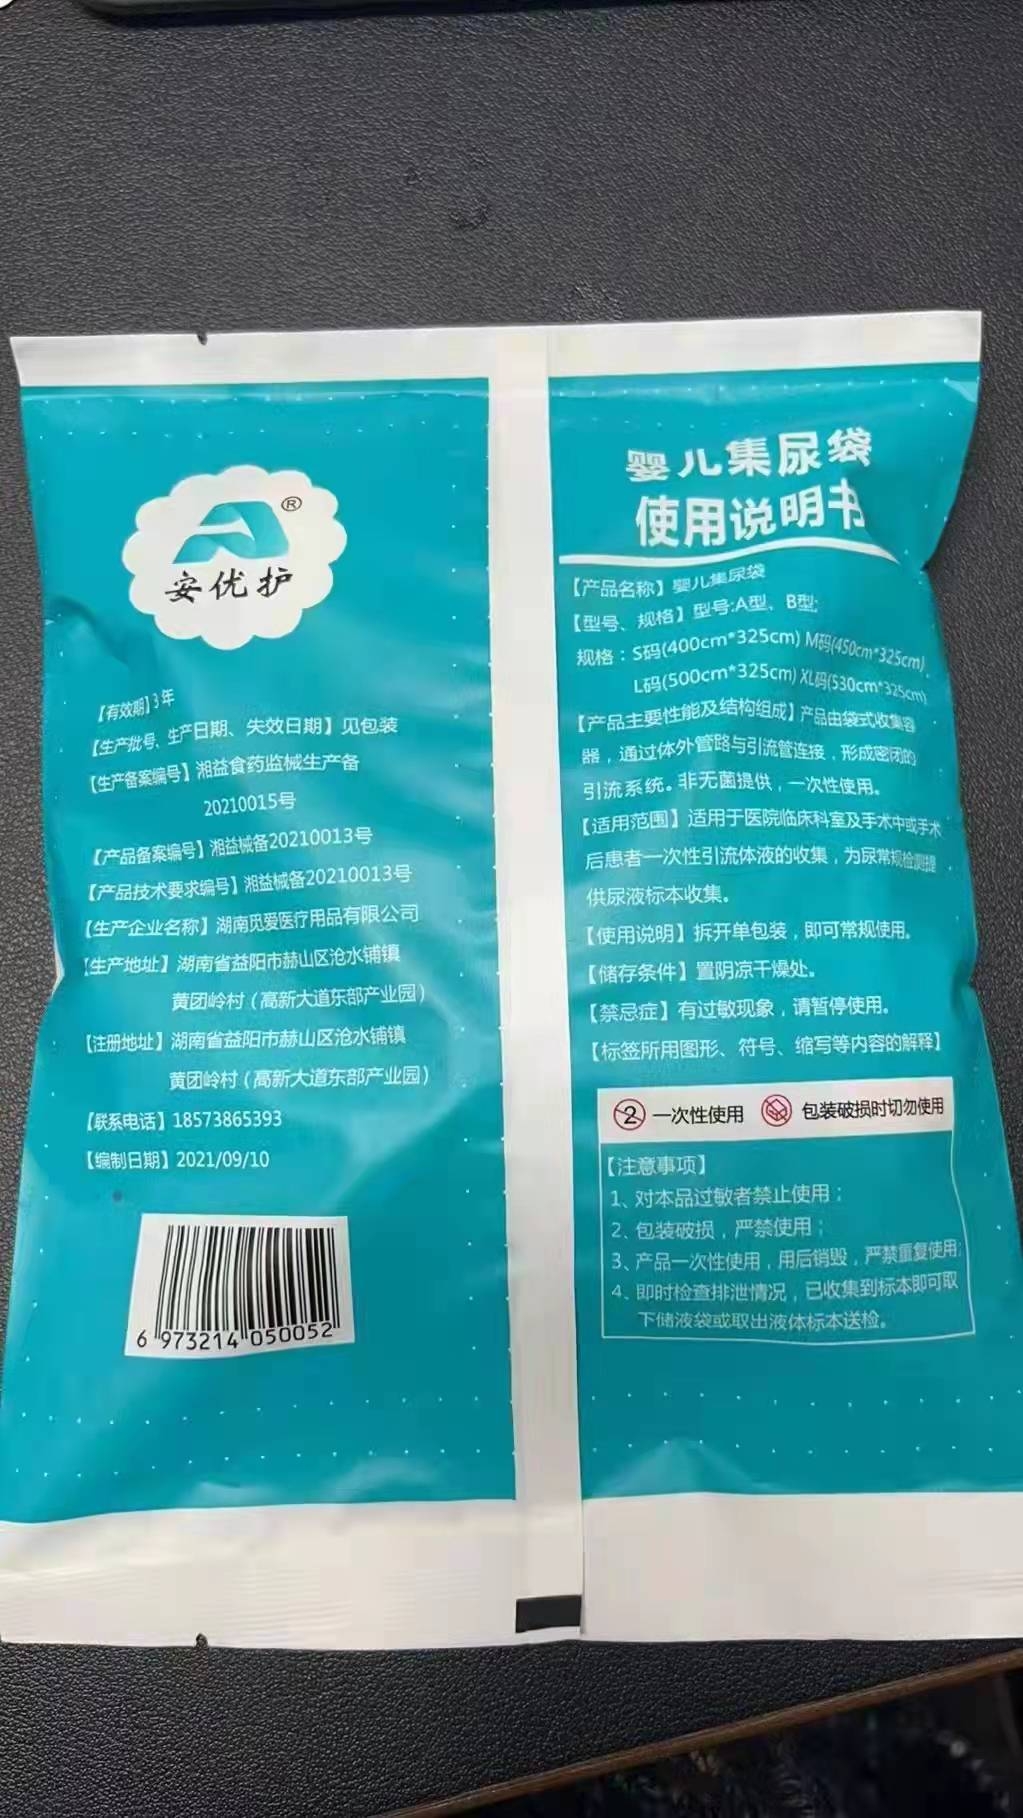 ®
安优护
【有效期】3年
【生产批号、生产日期、失效日期】见包装
【生产备案编号】湘益食药监械生产备
20210015号
【产品备案编号】湘益械备20210013号
【产品技术要求编号】湘益械备20210013号
【生产企业名称】湖南觅爱医疗用品有限公司
【生产地址】湖南省益阳市赫山区沧水铺镇
黄团岭村（高新大道东部产业园）
【注册地址】湖南省益阳市赫山区沧水铺镇
黄团岭村（高新大道东部产业园）
【联系电话】18573865393
【编制日期】2021/09/10
6 973214 050052
婴儿集尿袋
使用说明书
【产品名称】婴儿集尿袋
【型号、规格】型号:A型、B型;
规格：S码(400cm*325cm) M码(450cm*325cm)
L码(500cm*325cm) XL码(530cm*325cm)
【产品主要性能及结构组成】产品由袋式收集容
器，通过体外管路与引流管连接，形成密闭的
引流系统。非无菌提供，一次性使用。
【适用范围】适用于医院临床科室及手术中或手术
后患者一次性引流体液的收集，为尿常规检测提
供尿液标本收集。
【使用说明】拆开单包装，即可常规使用。
【储存条件】置阴凉干燥处。
【禁忌症】有过敏现象，请暂停使用。
【标签所用图形、符号、缩写等内容的解释】
2 一次性使用 包装破损时切勿使用
【注意事项】
1、对本品过敏者禁止使用；
2、包装破损，严禁使用；
3、产品一次性使用，用后销毁，严禁重复使用；
4、即时检查排泄情况，已收集到标本即可取
下储液袋或取出液体标本送检。